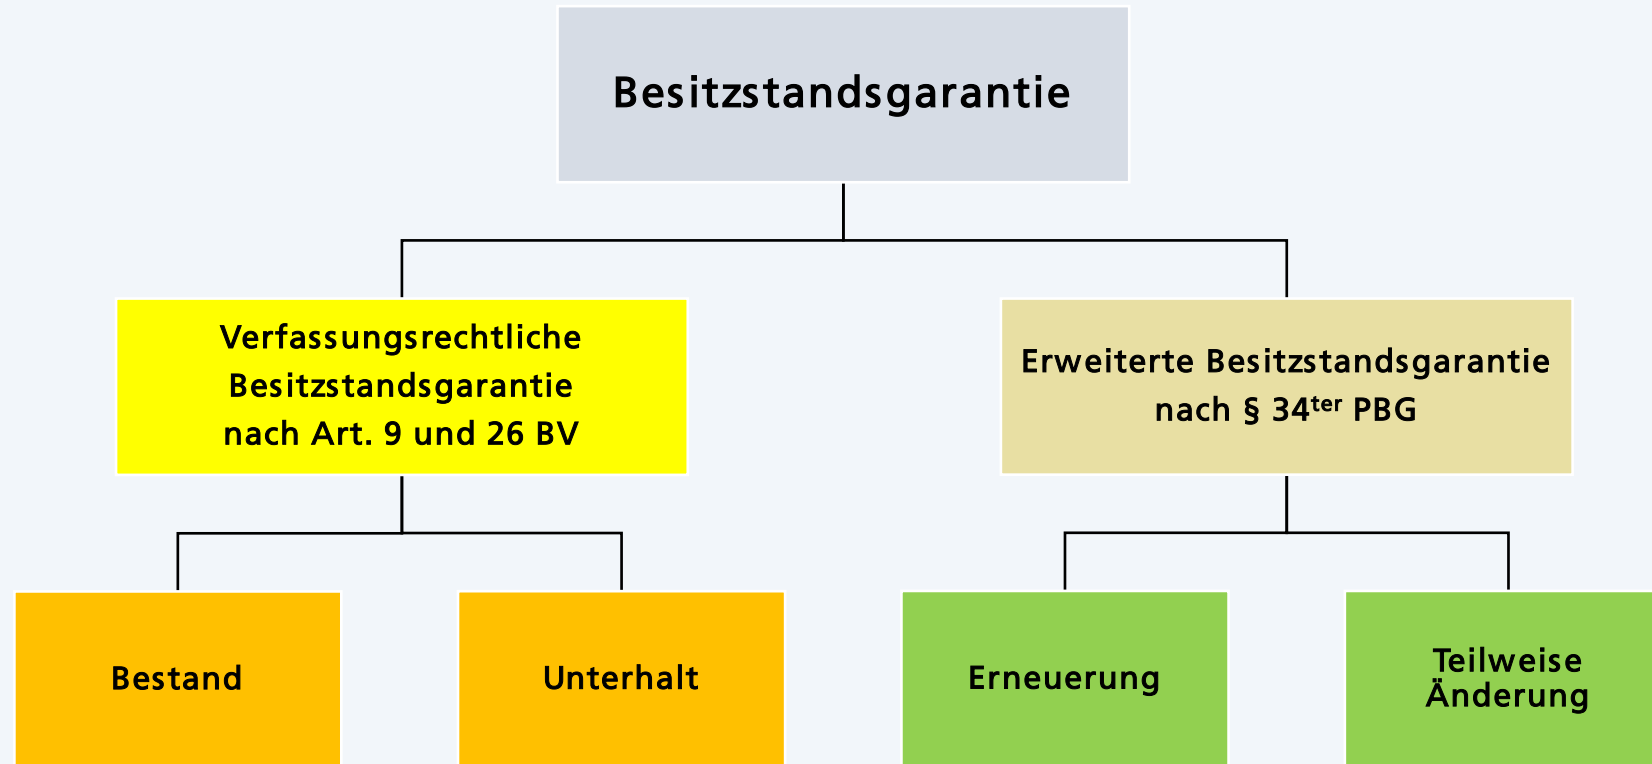 Besitzstandsgarantie
Verfassungsrechtliche
Besitzstandsgarantie
nach Art. 9 und 26 BV
Erweiterte Besitzstandsgarantie
nach § 34ter PBG
Bestand
Unterhalt
Erneuerung
Teilweise
Änderung